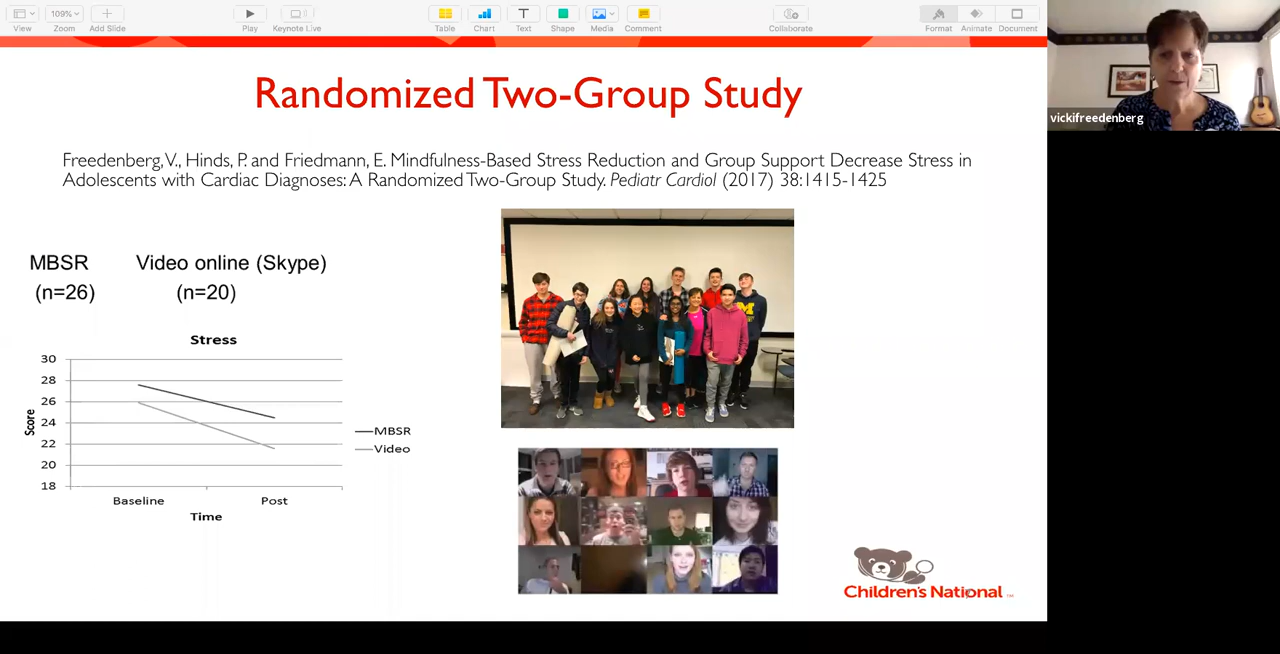 View
109%
Zoom
Add Slide
Play
Keynote Live
Table
Chart
Text
Shape
Media
Comment
Collaborate
Format
Animate
Document
Randomized Two-Group Study
Freedenberg, V., Hinds, P. and Friedmann, E. Mindfulness-Based Stress Reduction and Group Support Decrease Stress in
Adolescents with Cardiac Diagnoses: A Randomized Two-Group Study. Pediatr Cardiol (2017) 38:1415-1425
MBSR Video online (Skype)
(n=26) (n=20)
Stress
30
28
26
24
22
20
18
Score
Baseline Post
Time
MBSR
Video
M
Children's National ™
vickifreedenberg